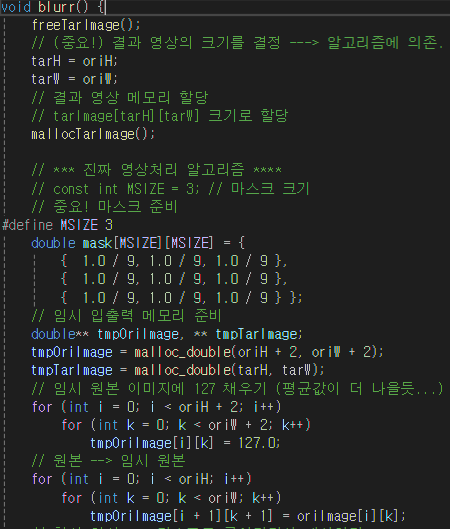 void blurr() {
freeTarImage();
// (중요!) 결과 영상의 크기를 결정 ---> 알고리즘에 의존.
tarH = oriH;
tarW = oriW;
// 결과 영상 메모리 할당
// tarImage[tarH][tarW] 크기로 할당
mallocTarImage();
// *** 진짜 영상처리 알고리즘 ****
// const int MSIZE = 3; // 마스크 크기
// 중요! 마스크 준비
#define MSIZE 3
double mask[MSIZE][MSIZE] = {
{ 1.0 / 9, 1.0 / 9, 1.0 / 9 },
{ 1.0 / 9, 1.0 / 9, 1.0 / 9 },
{ 1.0 / 9, 1.0 / 9, 1.0 / 9 } };
// 임시 입출력 메모리 준비
double** tmpOriImage, ** tmpTarImage;
tmpOriImage = malloc_double(oriH + 2, oriW + 2);
tmpTarImage = malloc_double(tarH, tarW);
// 임시 원본 이미지에 127 채우기 (평균값이 더 나을듯...)
for (int i = 0; i < oriH + 2; i++)
for (int k = 0; k < oriW + 2; k++)
tmpOriImage[i][k] = 127.0;
// 원본 --> 임시 원본
for (int i = 0; i < oriH; i++)
for (int k = 0; k < oriW; k++)
tmpOriImage[i + 1][k + 1] = oriImage[i][k];